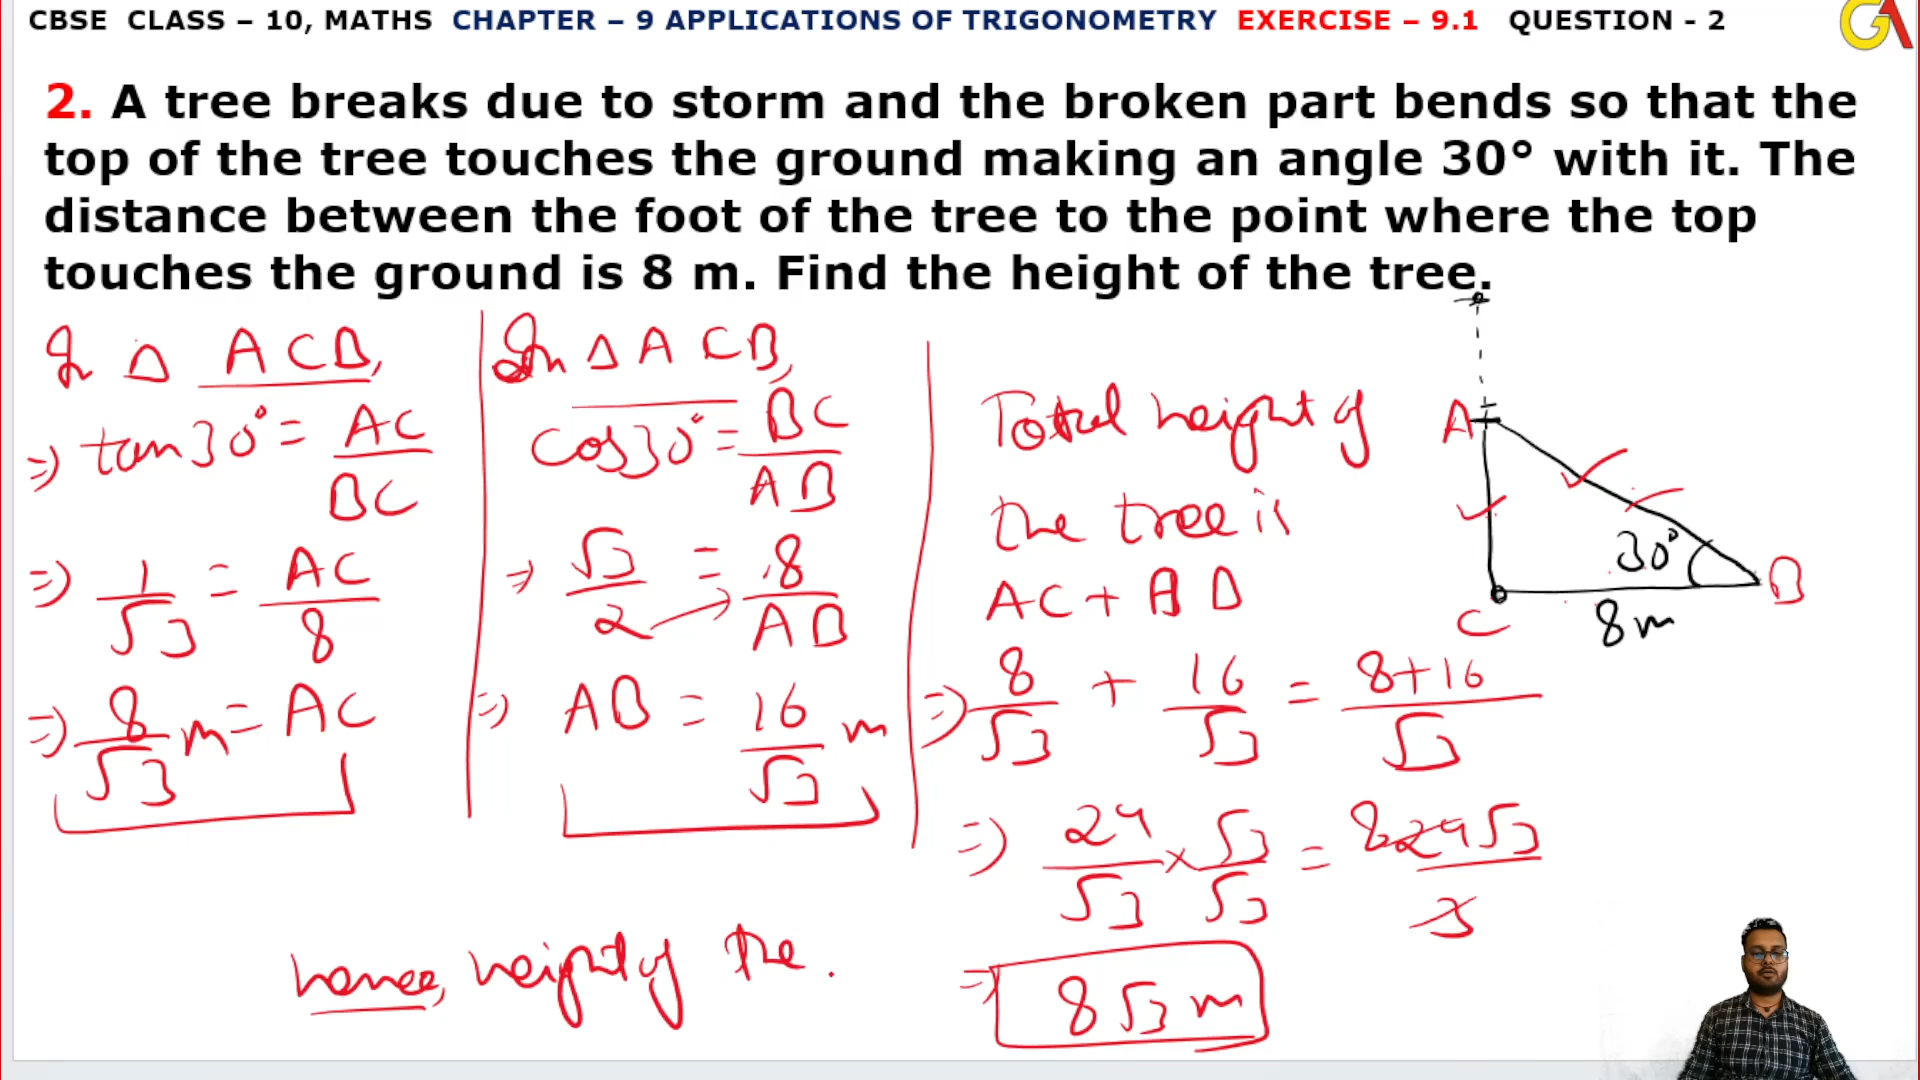 CBSE CLASS – 10, MATHS CHAPTER – 9 APPLICATIONS OF TRIGONOMETRY EXERCISE – 9.1 QUESTION - 2
GA
2. A tree breaks due to storm and the broken part bends so that the
top of the tree touches the ground making an angle 30° with it. The
distance between the foot of the tree to the point where the top
touches the ground is 8 m. Find the height of the tree.
In Δ ACB,
⇒ tan30° = AC/BC
⇒ 1/√3 = AC/8
⇒ 8/√3 m = AC
In Δ ACB,
cos30° = BC/AB
⇒ √3/2 = 8/AB
⇒ AB = 16/√3 m
Total height of
the tree is
AC + AB
⇒ 8/√3 + 16/√3 = 8+16/√3
⇒ 24/√3 × √3/√3 = 8 24√3/3
⇒ 8√3 m
hence, height of the .
A
30°
B
C
8m